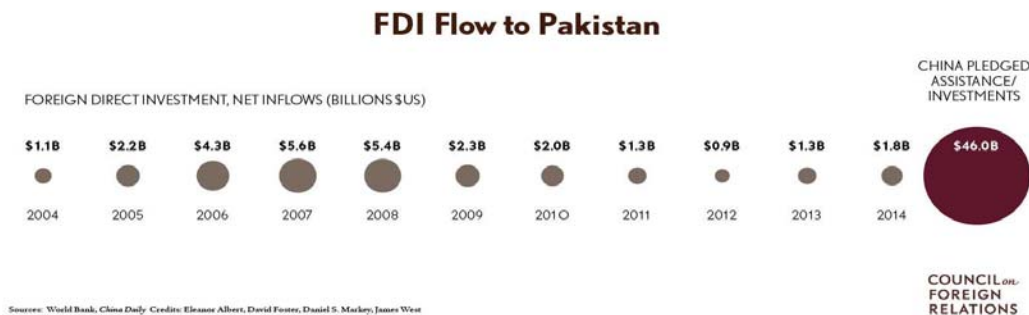 FDI Flow to Pakistan
CHINA PLEDGED
ASSISTANCE/
INVESTMENTS
FOREIGN DIRECT INVESTMENT, NET INFLOWS (BILLIONS $US)
$1.1B $2.2B $4.3B $5.6B $5.4B $2.3B $2.0B $1.3B $0.9B $1.3B $1.8B $46.0B
2004 2005 2006 2007 2008 2009 2010 2011 2012 2013 2014
COUNCIL on
FOREIGN
RELATIONS
Sources: World Bank, China Daily Credits: Eleanor Albert, David Foster, Daniel S. Markey, James West